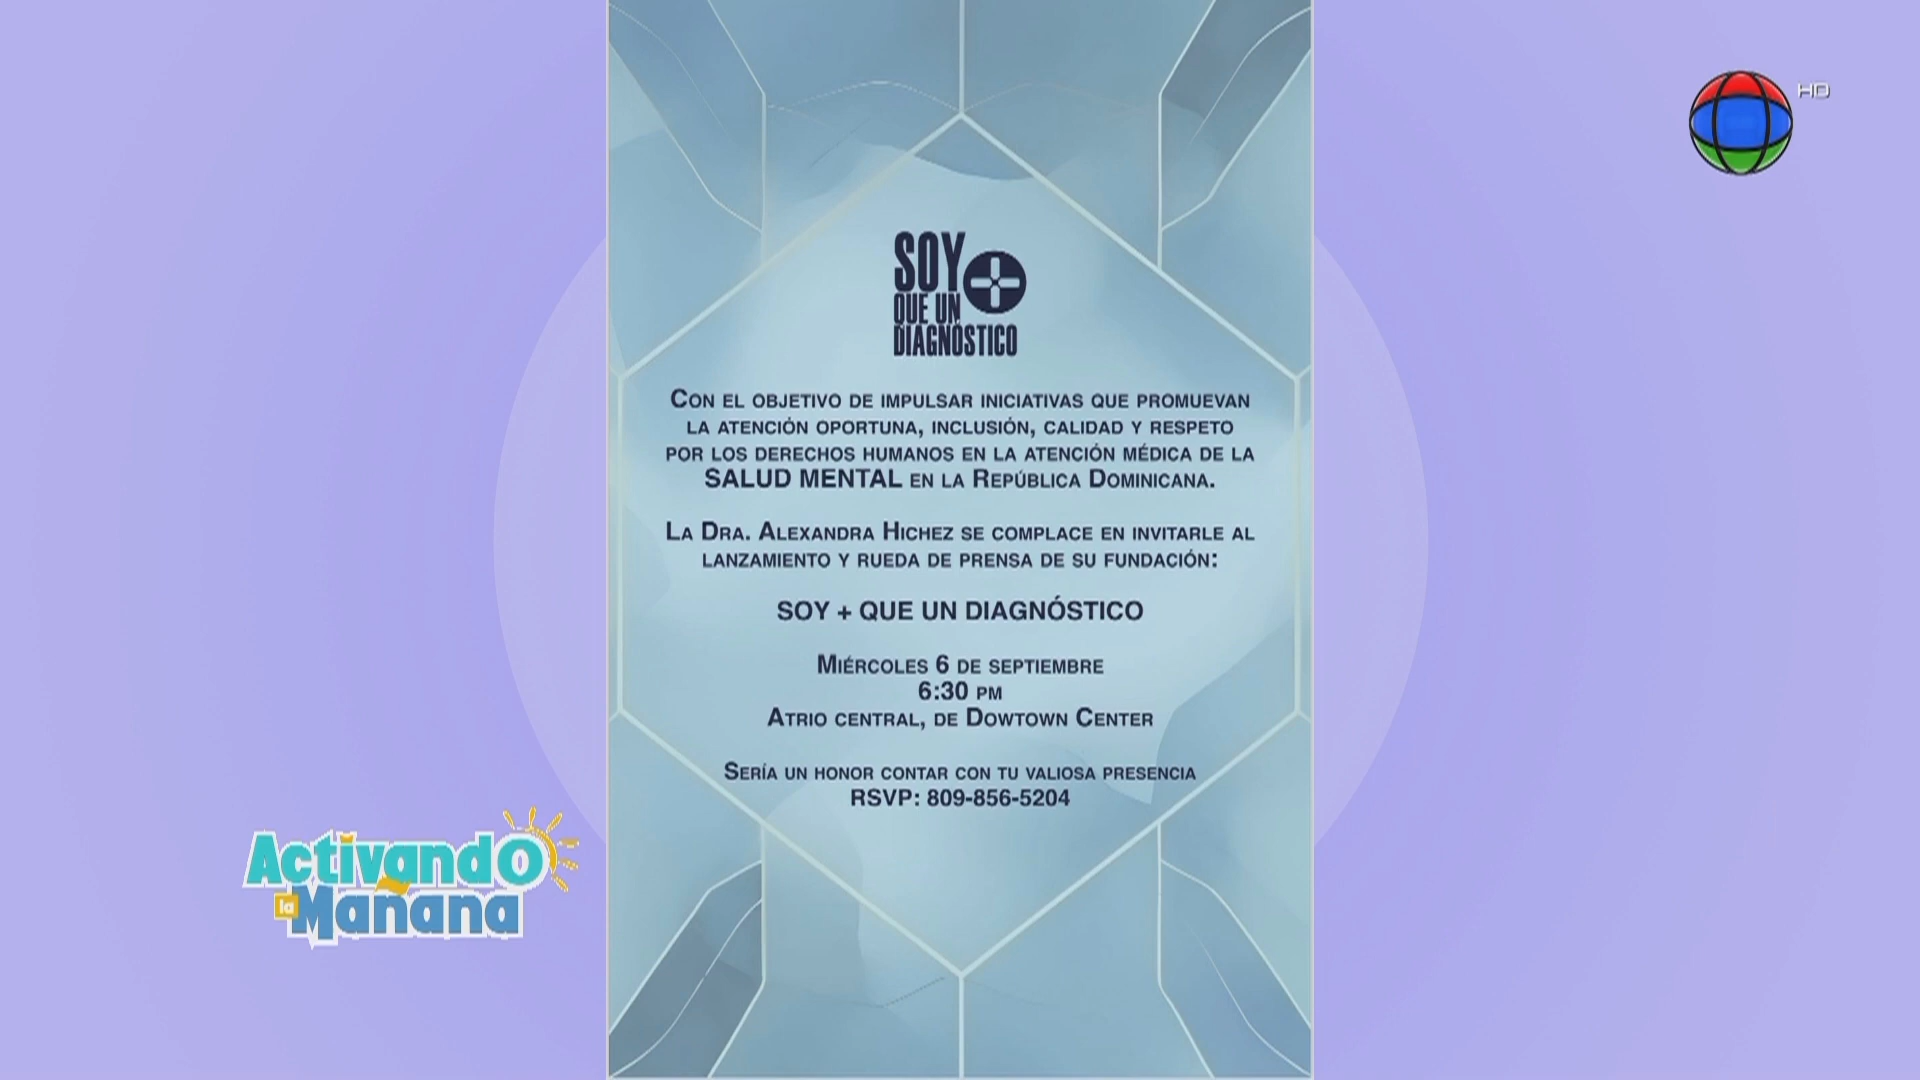 HD
SOY +
QUE UN
DIAGNÓSTICO
CON EL OBJETIVO DE IMPULSAR INICIATIVAS QUE PROMUEVAN
LA ATENCIÓN OPORTUNA, INCLUSIÓN, CALIDAD Y RESPETO
POR LOS DERECHOS HUMANOS EN LA ATENCIÓN MÉDICA DE LA
SALUD MENTAL EN LA REPÚBLICA DOMINICANA.
LA DRA. ALEXANDRA HICHEZ SE COMPLACE EN INVITARLE AL
LANZAMIENTO Y RUEDA DE PRENSA DE SU FUNDACIÓN:
SOY + QUE UN DIAGNÓSTICO
MIÉRCOLES 6 DE SEPTIEMBRE
6:30 PM
ATRIO CENTRAL, DE DOWTOWN CENTER
SERÍA UN HONOR CONTAR CON TU VALIOSA PRESENCIA
RSVP: 809-856-5204
Activando
la Mañana